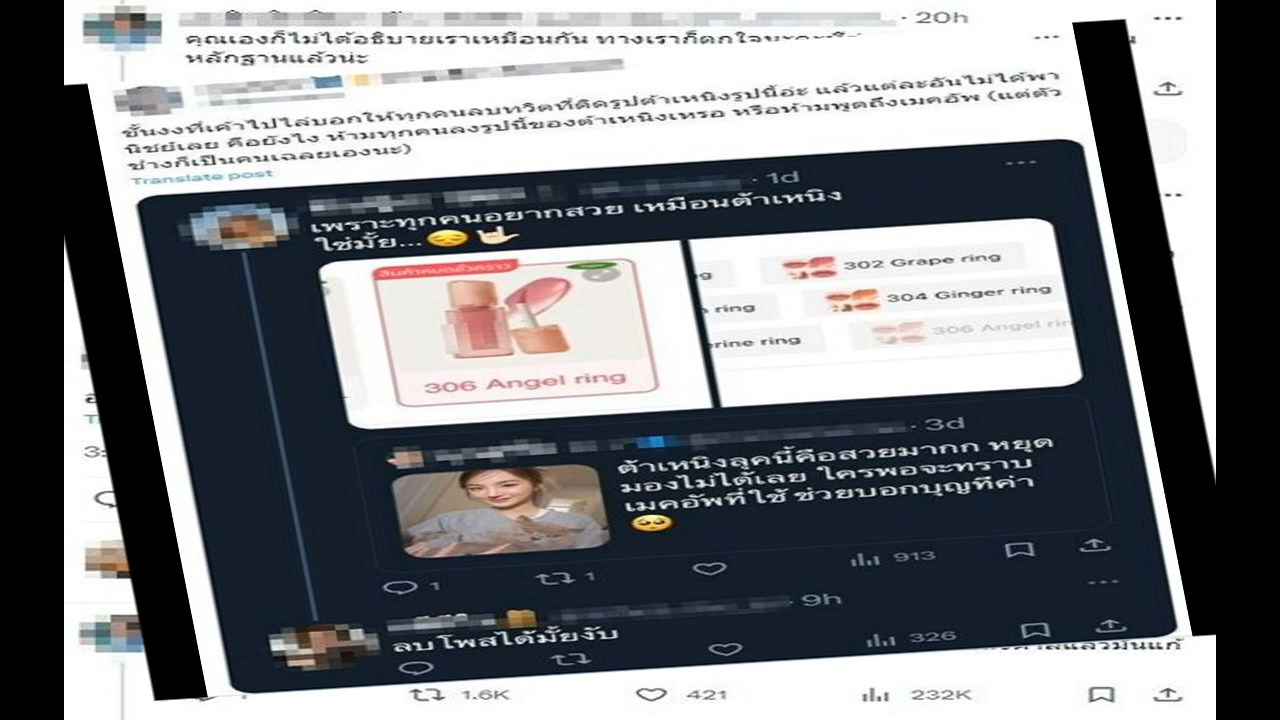 20h
คุณเองก็ไม่ได้อธิบายเราเหมือนกัน ทางเราก็ตกใจ
หลักฐานแล้วน่ะ
ชั้นงงที่เค้าไปไล่บอกให้ทุกคนลบทวิตที่ติดรูปต้าเหนิงรูปนี้อ่ะ แล้วแต่ละอันไม่ได้พา
นิชย์เลย คือยังไง ห้ามทุกคนลงรูปนี้ของต้าเหนิงเหรอ หรือห้ามพูดถึงเมคอัพ (แต่ตัว
ช่างก็เป็นคนเฉลยเองนะ)
Translate post
1d
เพราะทุกคนอยากสวย เหมือนต้าเหนิง
ใช่มั้ย...😔🤟🏻
สินค้าหมดชั่วคราว
306 Angel ring
302 Grape ring
ring
304 Ginger ring
ring
306 Angel
3d
ต้าเหนิงลุคนี้คือสวยมากก หยุด
มองไม่ได้เลย ใครพอจะทราบ
เมคอัพที่ใช้ ช่วยบอกบุญทีค่า
🥺
1 1 913
9h
ลบโพสได้มั้ยงับ
326
1.6K 421 232K